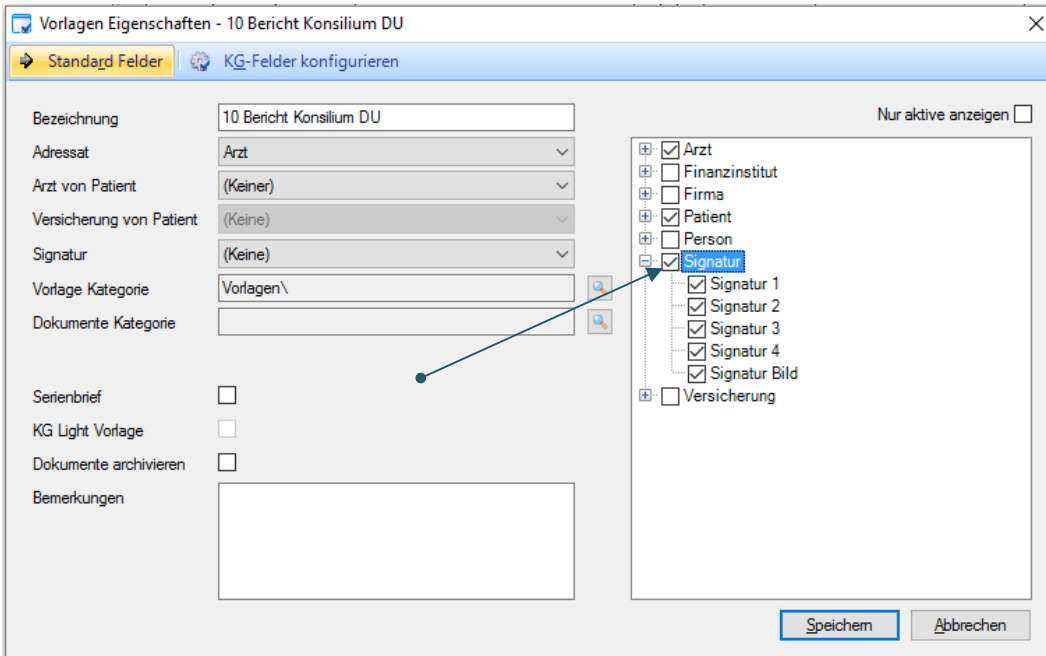 Vorlagen Eigenschaften - 10 Bericht Konsilium DU
Standard Felder KG-Felder konfigurieren
Bezeichnung 10 Bericht Konsilium DU
Adressat Arzt
Arzt von Patient (Keiner)
Versicherung von Patient (Keine)
Signatur (Keine)
Vorlage Kategorie Vorlagen\
Dokumente Kategorie
Serienbrief
KG Light Vorlage
Dokumente archivieren
Bemerkungen
Nur aktive anzeigen
Arzt
Finanzinstitut
Firma
Patient
Person
Signatur
Signatur 1
Signatur 2
Signatur 3
Signatur 4
Signatur Bild
Versicherung
Speichern Abbrechen